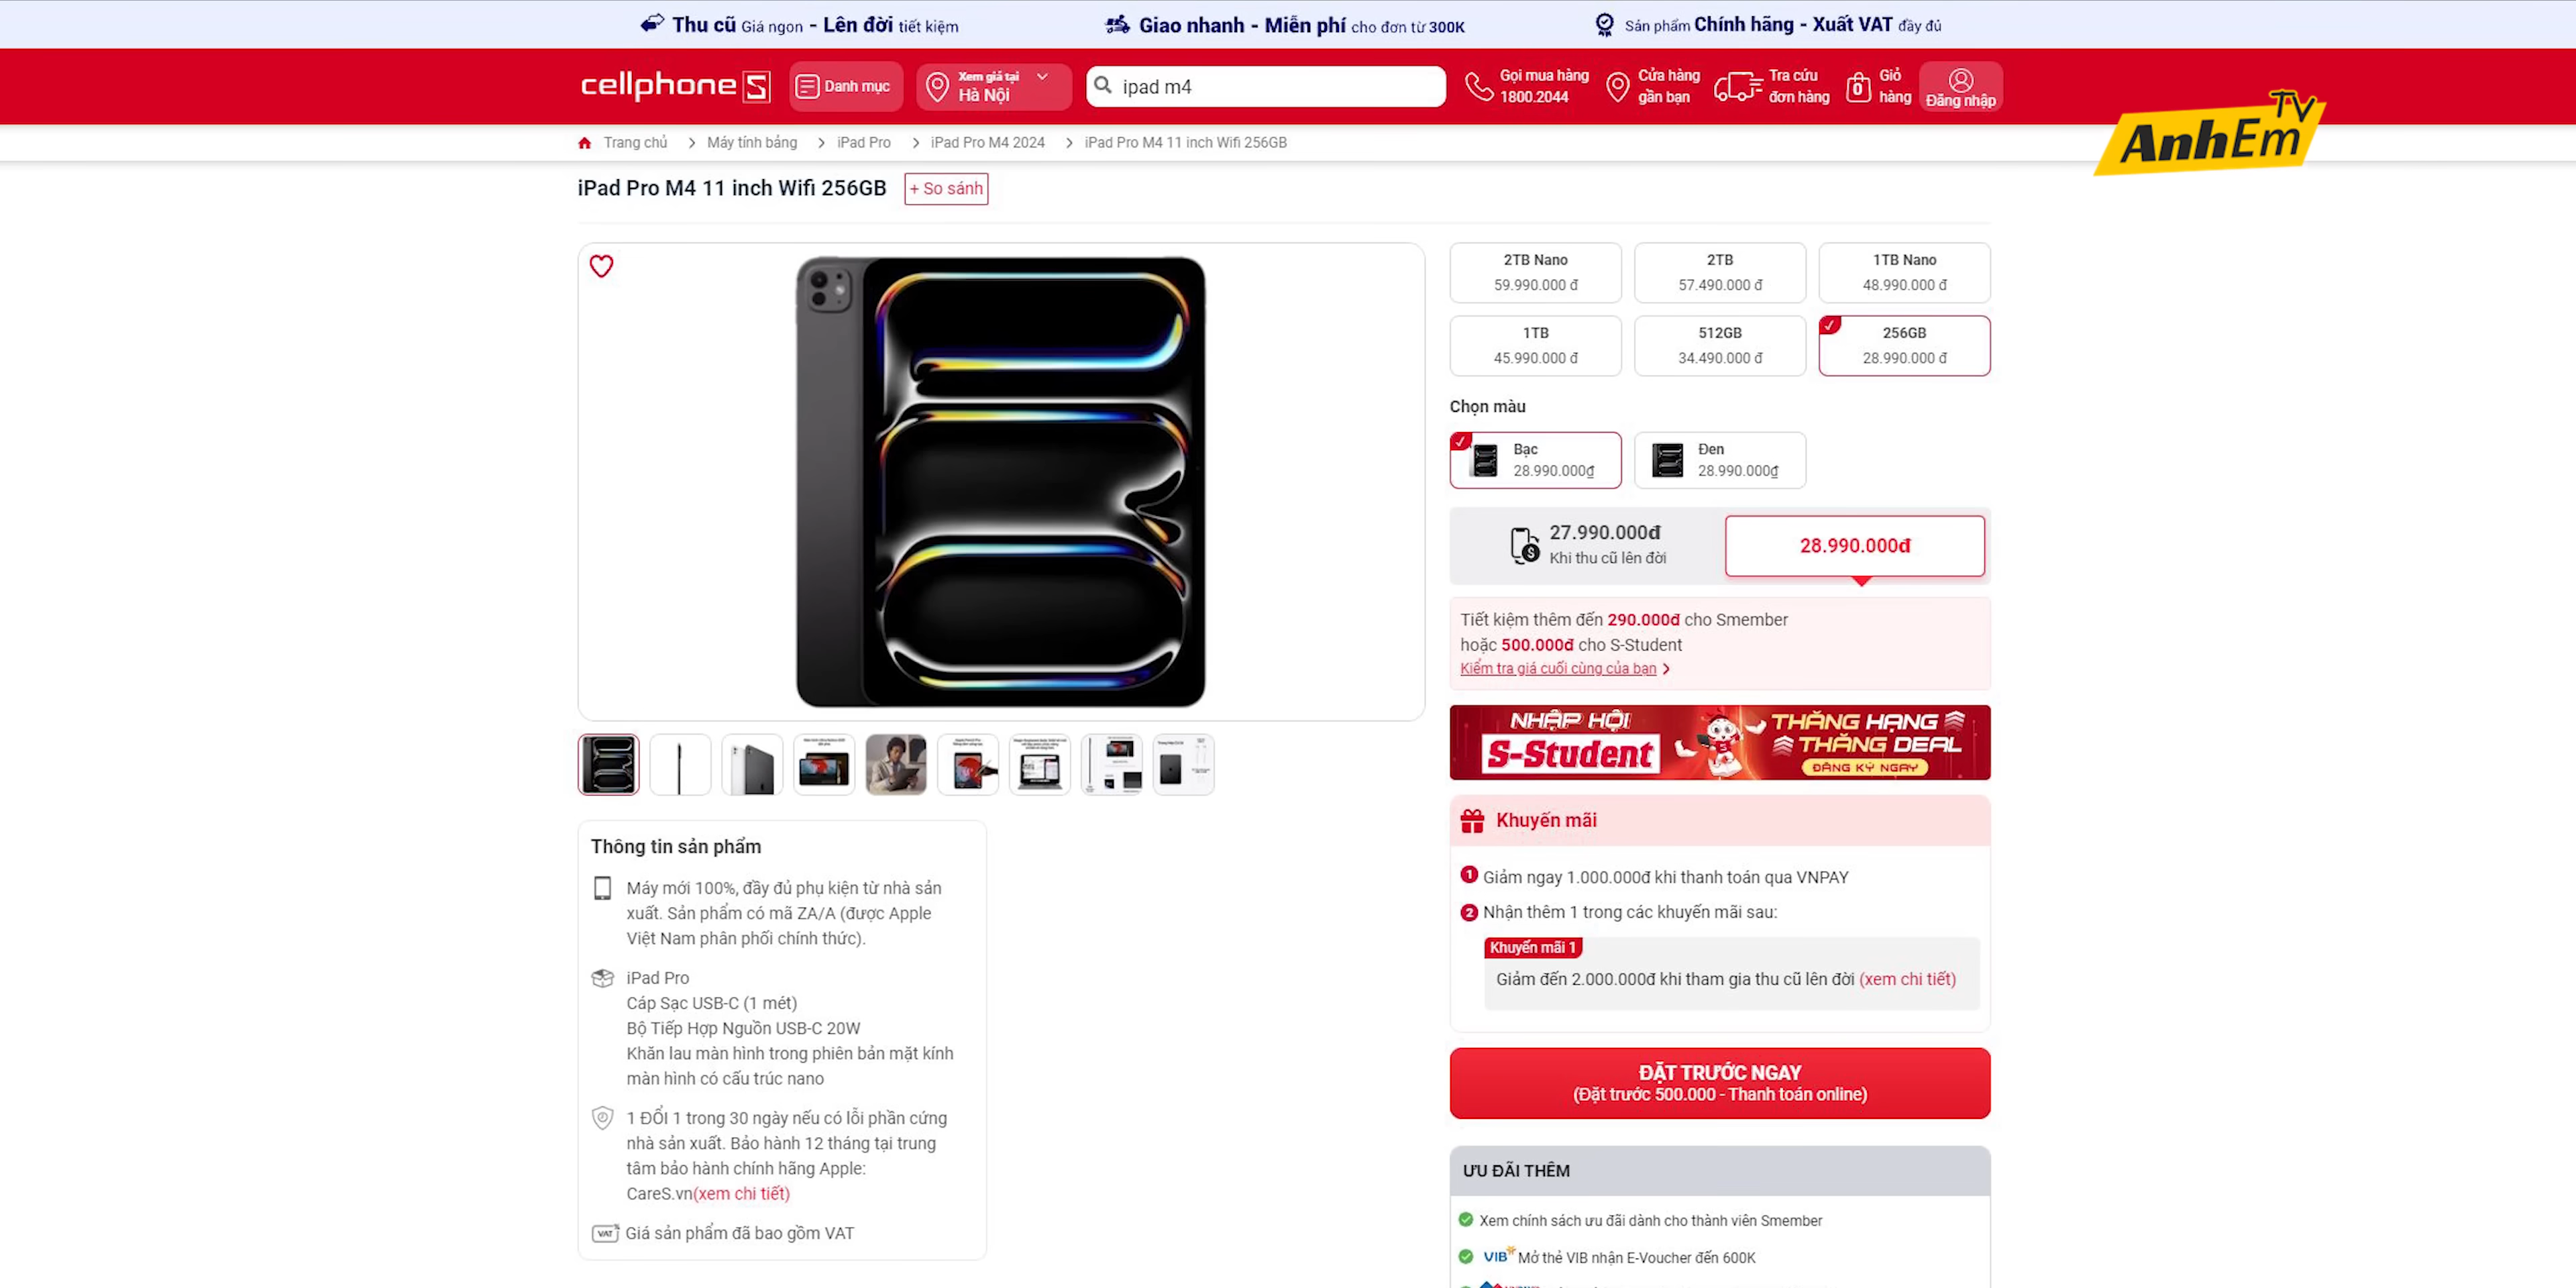 Thu cũ Giá ngon - Lên đời tiết kiệm
Giao nhanh - Miễn phí cho đơn từ 300K
Sản phẩm Chính hãng - Xuất VAT đầy đủ
cellphoneS
Danh mục
Xem giá tại
Hà Nội
ipad m4
Gọi mua hàng
1800.2044
Cửa hàng
gần bạn
Tra cứu
đơn hàng
0
Giỏ
hàng
Đăng nhập
AnhEm TV
Trang chủ
Máy tính bảng
iPad Pro
iPad Pro M4 2024
iPad Pro M4 11 inch Wifi 256GB
iPad Pro M4 11 inch Wifi 256GB
+ So sánh
2TB Nano
59.990.000 đ
2TB
57.490.000 đ
1TB Nano
48.990.000 đ
1TB
45.990.000 đ
512GB
34.490.000 đ
256GB
28.990.000 đ
Chọn màu
Bạc
28.990.000₫
Đen
28.990.000₫
27.990.000đ
Khi thu cũ lên đời
28.990.000đ
Tiết kiệm thêm đến 290.000đ cho Smember
hoặc 500.000đ cho S-Student
Kiểm tra giá cuối cùng của bạn
NHẬP HỘI
S-Student
THĂNG HẠNG
THĂNG DEAL
ĐĂNG KÝ NGAY
Khuyến mãi
1 Giảm ngay 1.000.000đ khi thanh toán qua VNPAY
2 Nhận thêm 1 trong các khuyến mãi sau:
Khuyến mãi 1
Giảm đến 2.000.000đ khi tham gia thu cũ lên đời (xem chi tiết)
ĐẶT TRƯỚC NGAY
(Đặt trước 500.000 - Thanh toán online)
ƯU ĐÃI THÊM
Xem chính sách ưu đãi dành cho thành viên Smember
VIB Mở thẻ VIB nhận E-Voucher đến 600K
Thông tin sản phẩm
Máy mới 100%, đầy đủ phụ kiện từ nhà sản
xuất. Sản phẩm có mã ZA/A (được Apple
Việt Nam phân phối chính thức).
iPad Pro
Cáp Sạc USB-C (1 mét)
Bộ Tiếp Hợp Nguồn USB-C 20W
Khăn lau màn hình trong phiên bản mặt kính
màn hình có cấu trúc nano
1 ĐỔI 1 trong 30 ngày nếu có lỗi phần cứng
nhà sản xuất. Bảo hành 12 tháng tại trung
tâm bảo hành chính hãng Apple:
CareS.vn(xem chi tiết)
VAT Giá sản phẩm đã bao gồm VAT